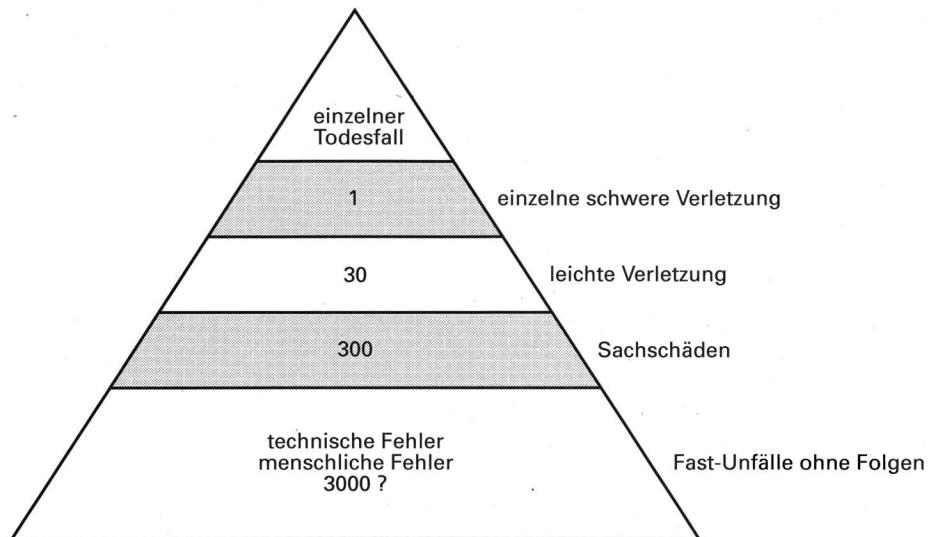 einzelner
Todesfall
1
einzelne schwere Verletzung
30
leichte Verletzung
300
Sachschäden
technische Fehler
menschliche Fehler
3000 ?
Fast-Unfälle ohne Folgen